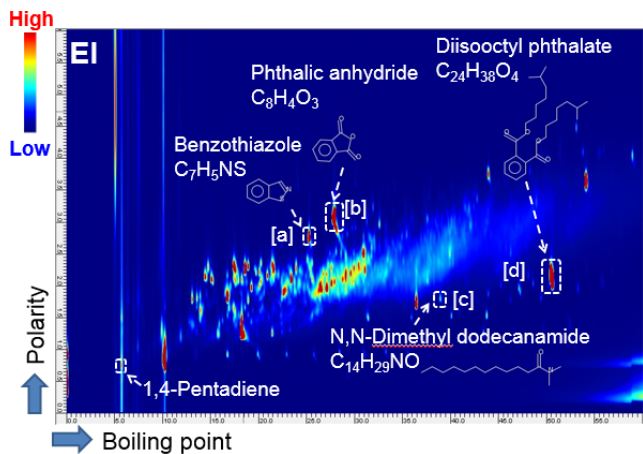 High
Low
EI
Diisooctyl phthalate
C24H38O4
Phthalic anhydride
C8H4O3
Benzothiazole
C7H5NS
[a]
[b]
[c]
[d]
N,N-Dimethyl dodecanamide
C14H29NO
1,4-Pentadiene
Polarity
Boiling point